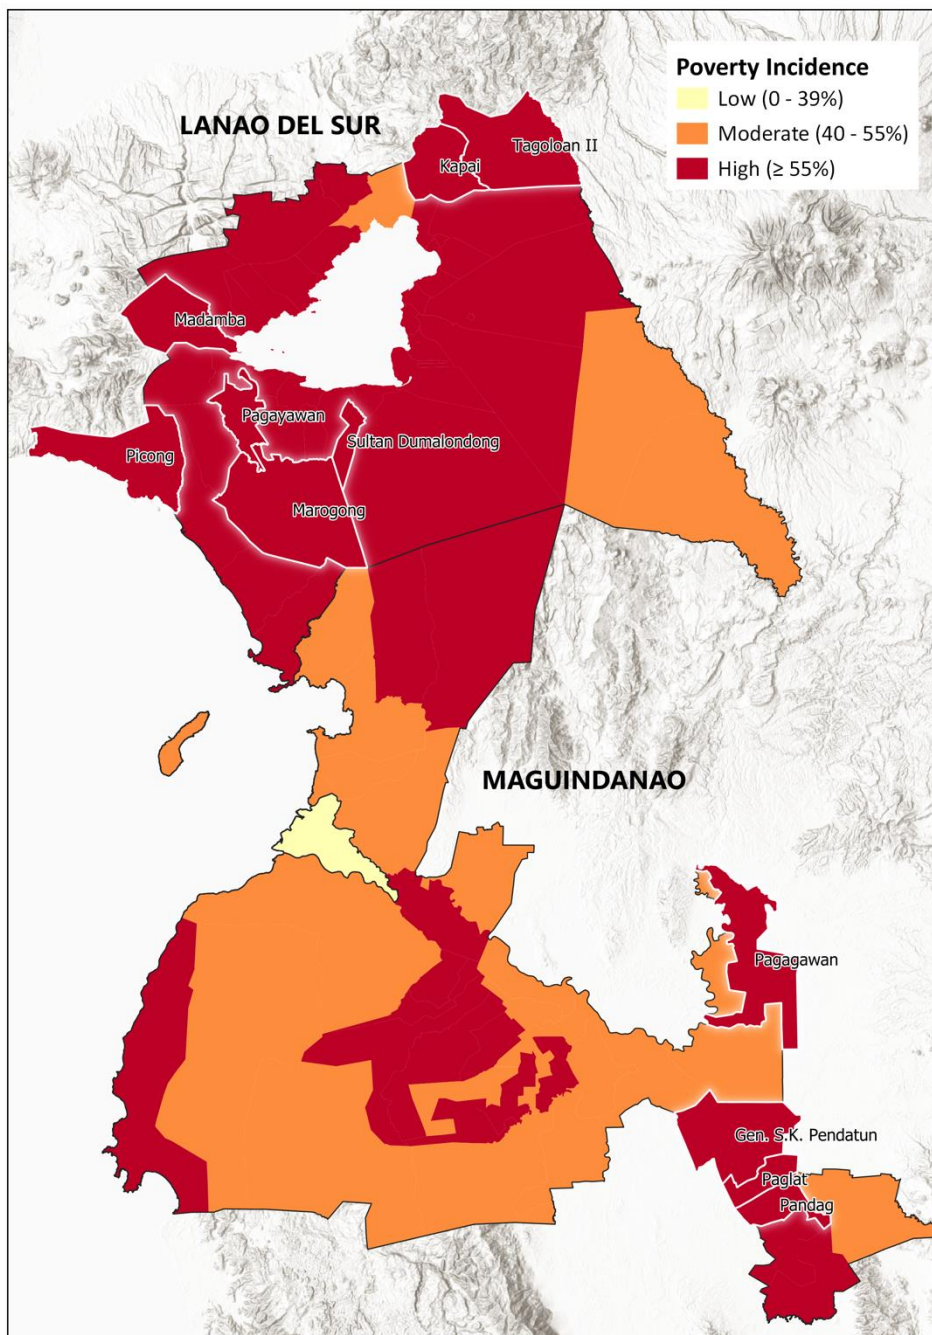 Poverty Incidence
Low (0 - 39%)
Moderate (40 - 55%)
High (≥ 55%)
LANAO DEL SUR
Tagoloan II
Kapai
Madamba
Pagayawan
Sultan Dumalondong
Picong
Marogong
MAGUINDANAO
Pagagawan
Gen. S.K. Pendatun
Paglat
Pandag